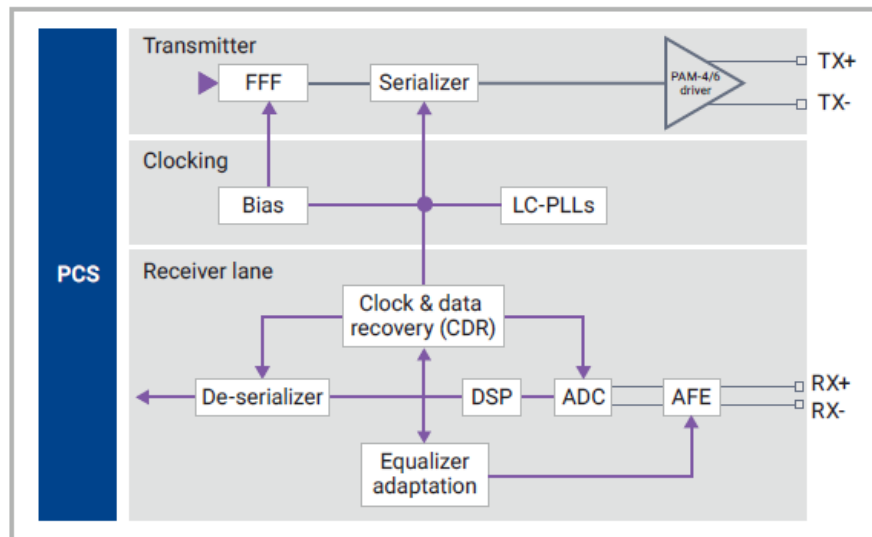 Transmitter
FFF
Serializer
PAM-4/6
driver
TX+
TX-
Clocking
Bias
LC-PLLs
PCS
Receiver lane
Clock & data
recovery (CDR)
De-serializer
DSP
ADC
AFE
RX+
RX-
Equalizer
adaptation